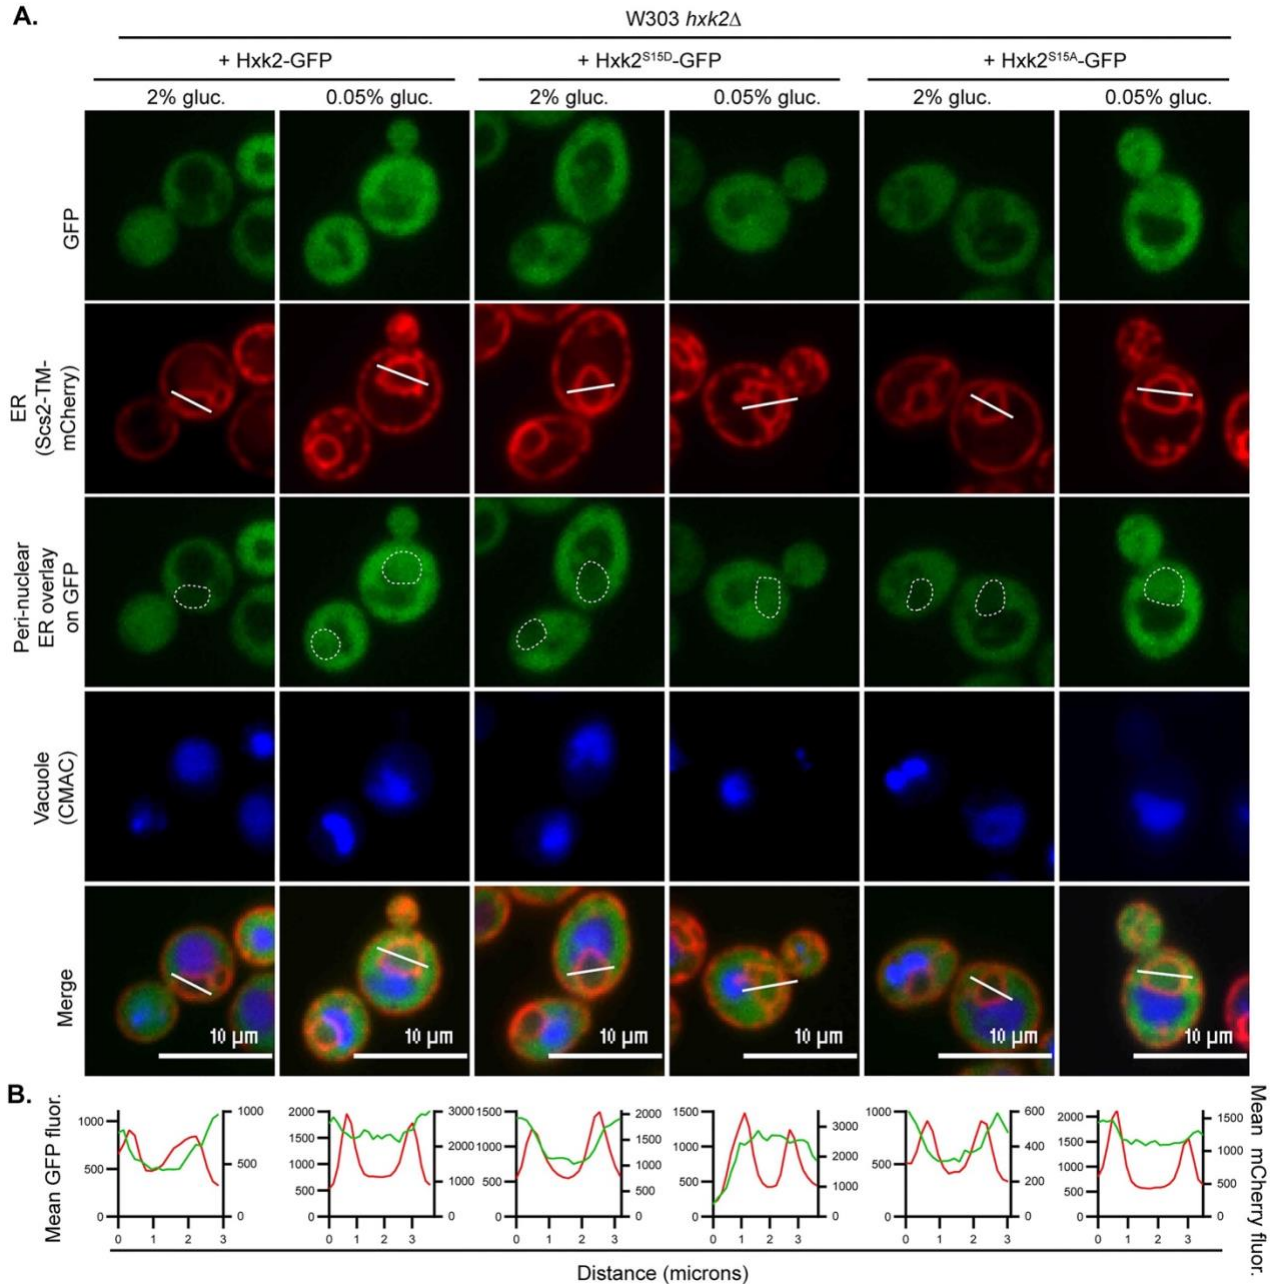 A.
W303 hxk2Δ
+ Hxk2-GFP
+ Hxk2S15D-GFP
+ Hxk2S15A-GFP
2% gluc.
0.05% gluc.
2% gluc.
0.05% gluc.
2% gluc.
0.05% gluc.
GFP
ER
(Scs2-TM-
mCherry)
Peri-nuclear
ER overlay
on GFP
Vacuole
(CMAC)
Merge
10 µm
10 µm
10 µm
10 µm
10 µm
10 µm
B.
Mean GFP fluor.
1000
500
0
1000
500
0
0 1 2 3
2000
1500
1000
500
0
3000
2000
1000
0
0 1 2 3
1500
1000
500
0
2000
1500
1000
500
0
0 1 2 3
1500
1000
500
0
3000
2000
1000
0
0 1 2 3
1000
500
0
600
400
200
0
0 1 2 3
2000
1500
1000
500
0
1500
1000
500
0
0 1 2 3
Mean mCherry fluor.
Distance (microns)